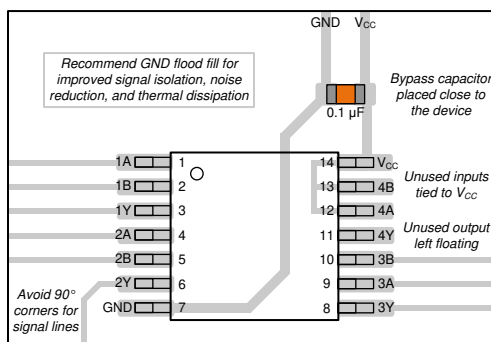 GND VCC
Recommend GND flood fill for
improved signal isolation, noise
reduction, and thermal dissipation
Bypass capacitor
placed close to
the device
0.1 µF
1A 1 14 VCC
1B 2 13 4B
1Y 3 12 4A
2A 4 11 4Y
2B 5 10 3B
2Y 6 9 3A
GND 7 8 3Y
Unused inputs
tied to VCC
Unused output
left floating
Avoid 90°
corners for
signal lines